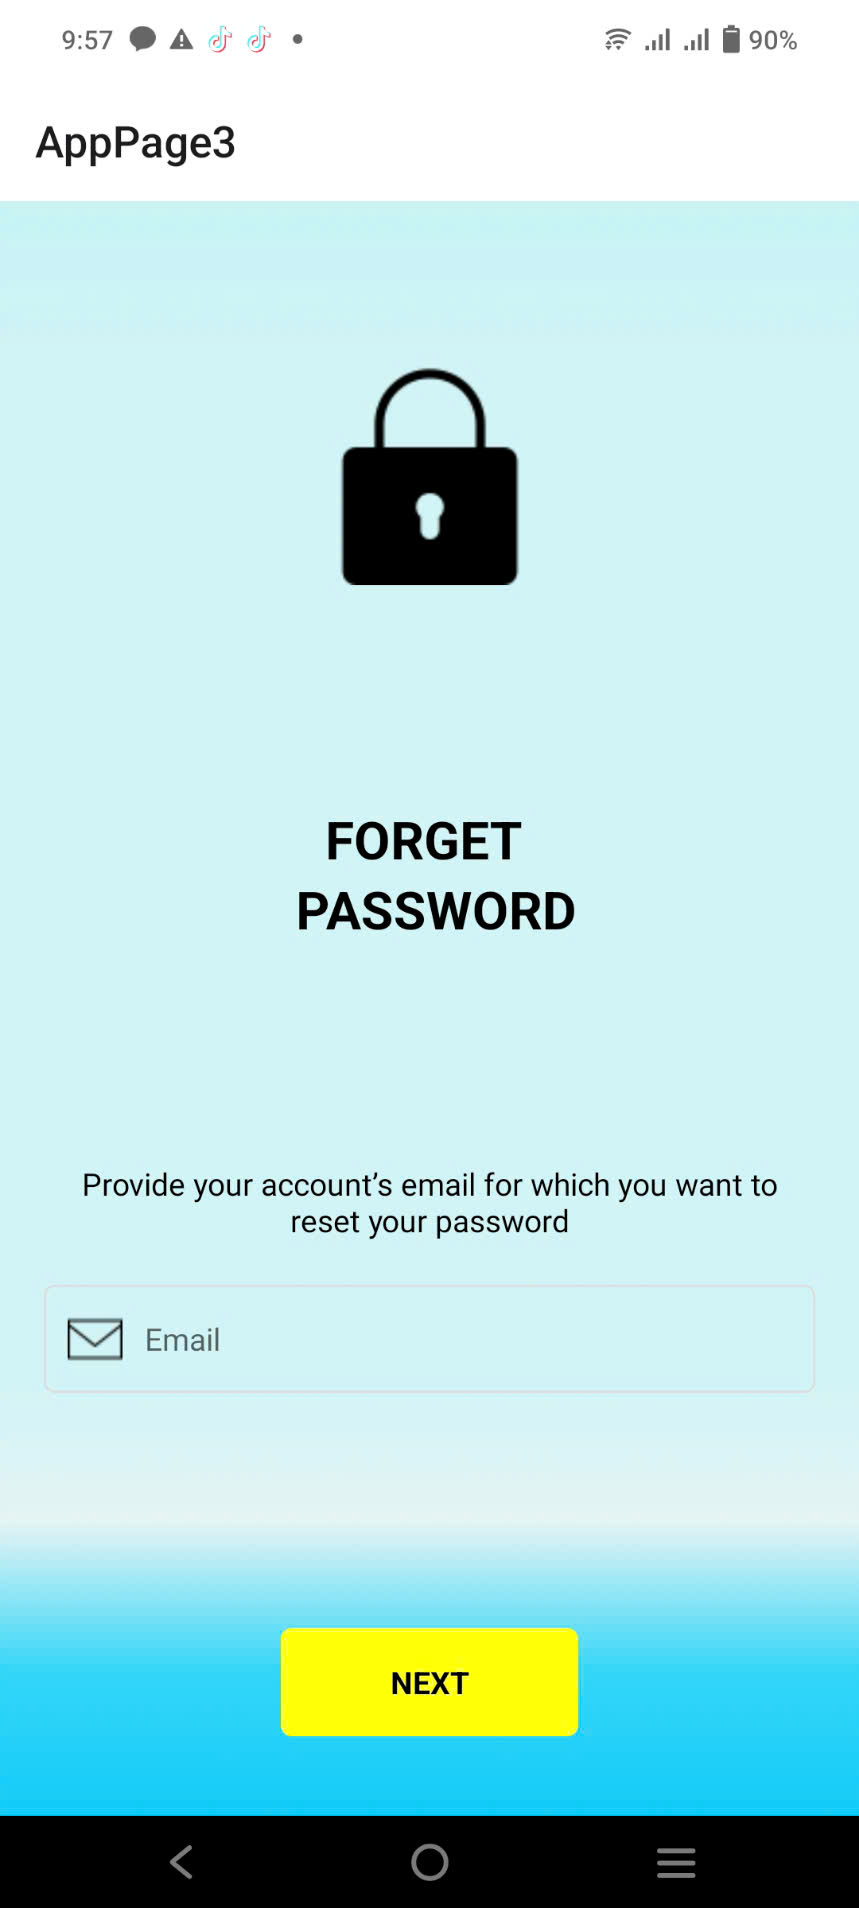 9:57
90%
AppPage3
FORGET
PASSWORD
Provide your account’s email for which you want to
reset your password
Email
NEXT